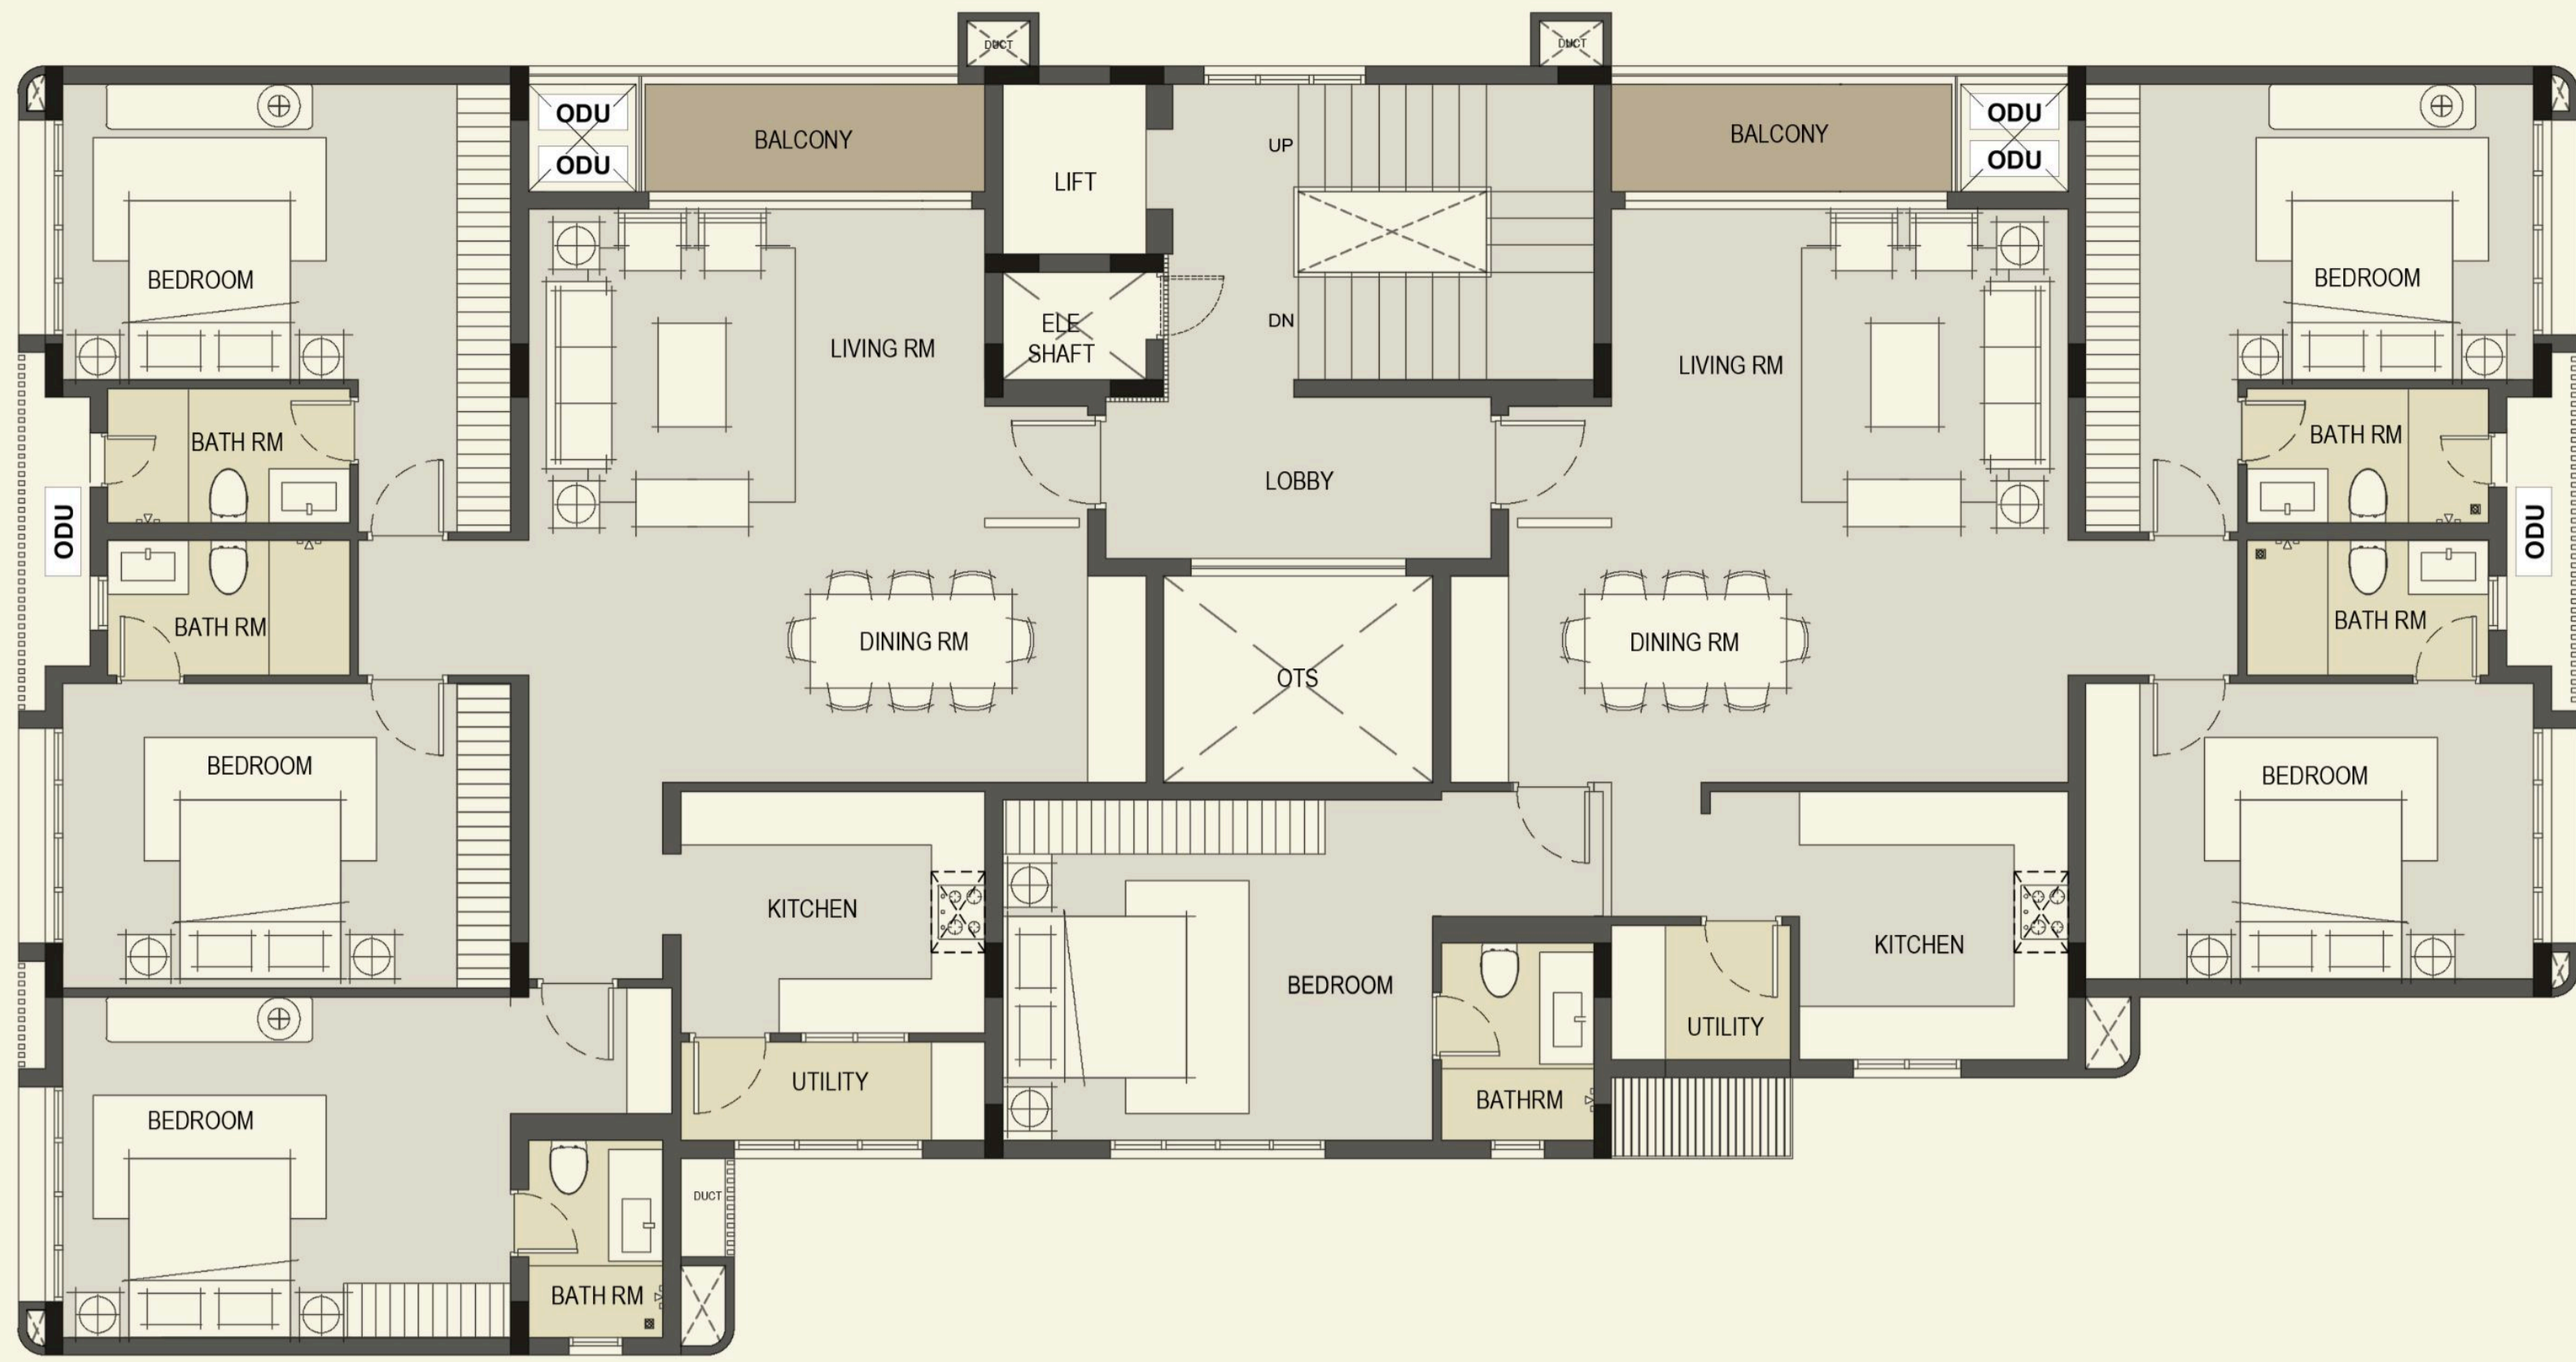 DUCT
DUCT
ODU
ODU
BALCONY
LIFT
UP
BALCONY
ODU
ODU
BEDROOM
LIVING RM
ELE
SHAFT
DN
LIVING RM
BEDROOM
BATH RM
LOBBY
BATH RM
ODU
ODU
BATH RM
DINING RM
OTS
DINING RM
BATH RM
BEDROOM
BEDROOM
KITCHEN
BEDROOM
KITCHEN
UTILITY
UTILITY
BEDROOM
BATHRM
DUCT
BATH RM